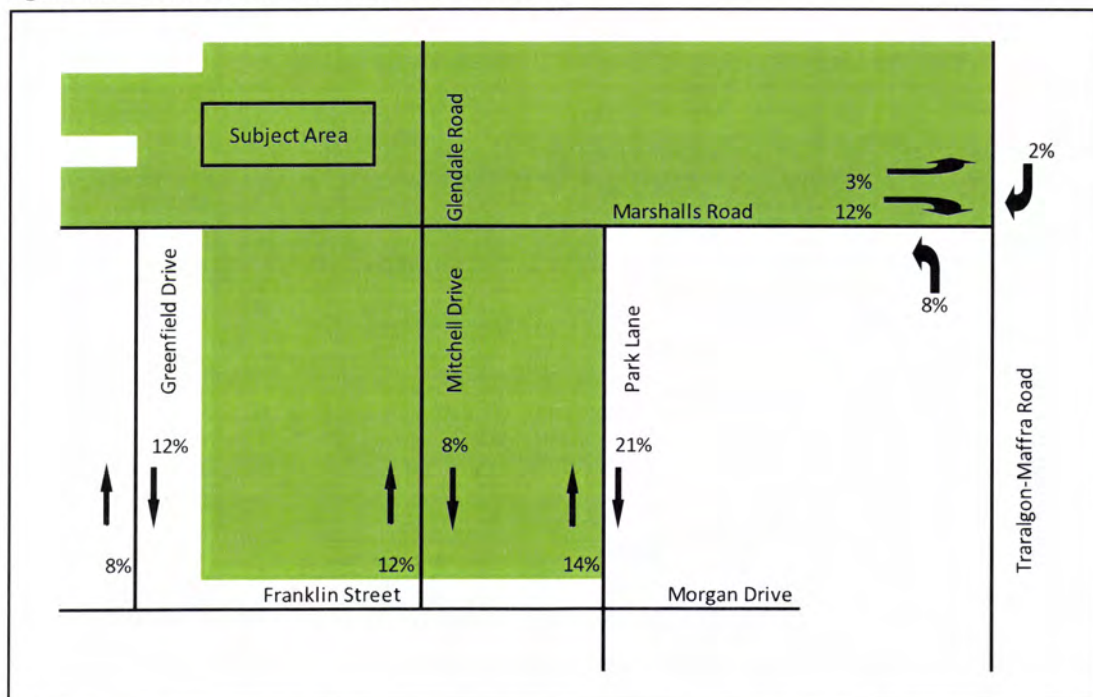 Subject Area
Glendale Road
2%
3%
12%
Marshalls Road
8%
Greenfield Drive
Mitchell Drive
Park Lane
Traralgon-Maffra Road
12%
8%
21%
8%
12%
14%
Franklin Street
Morgan Drive